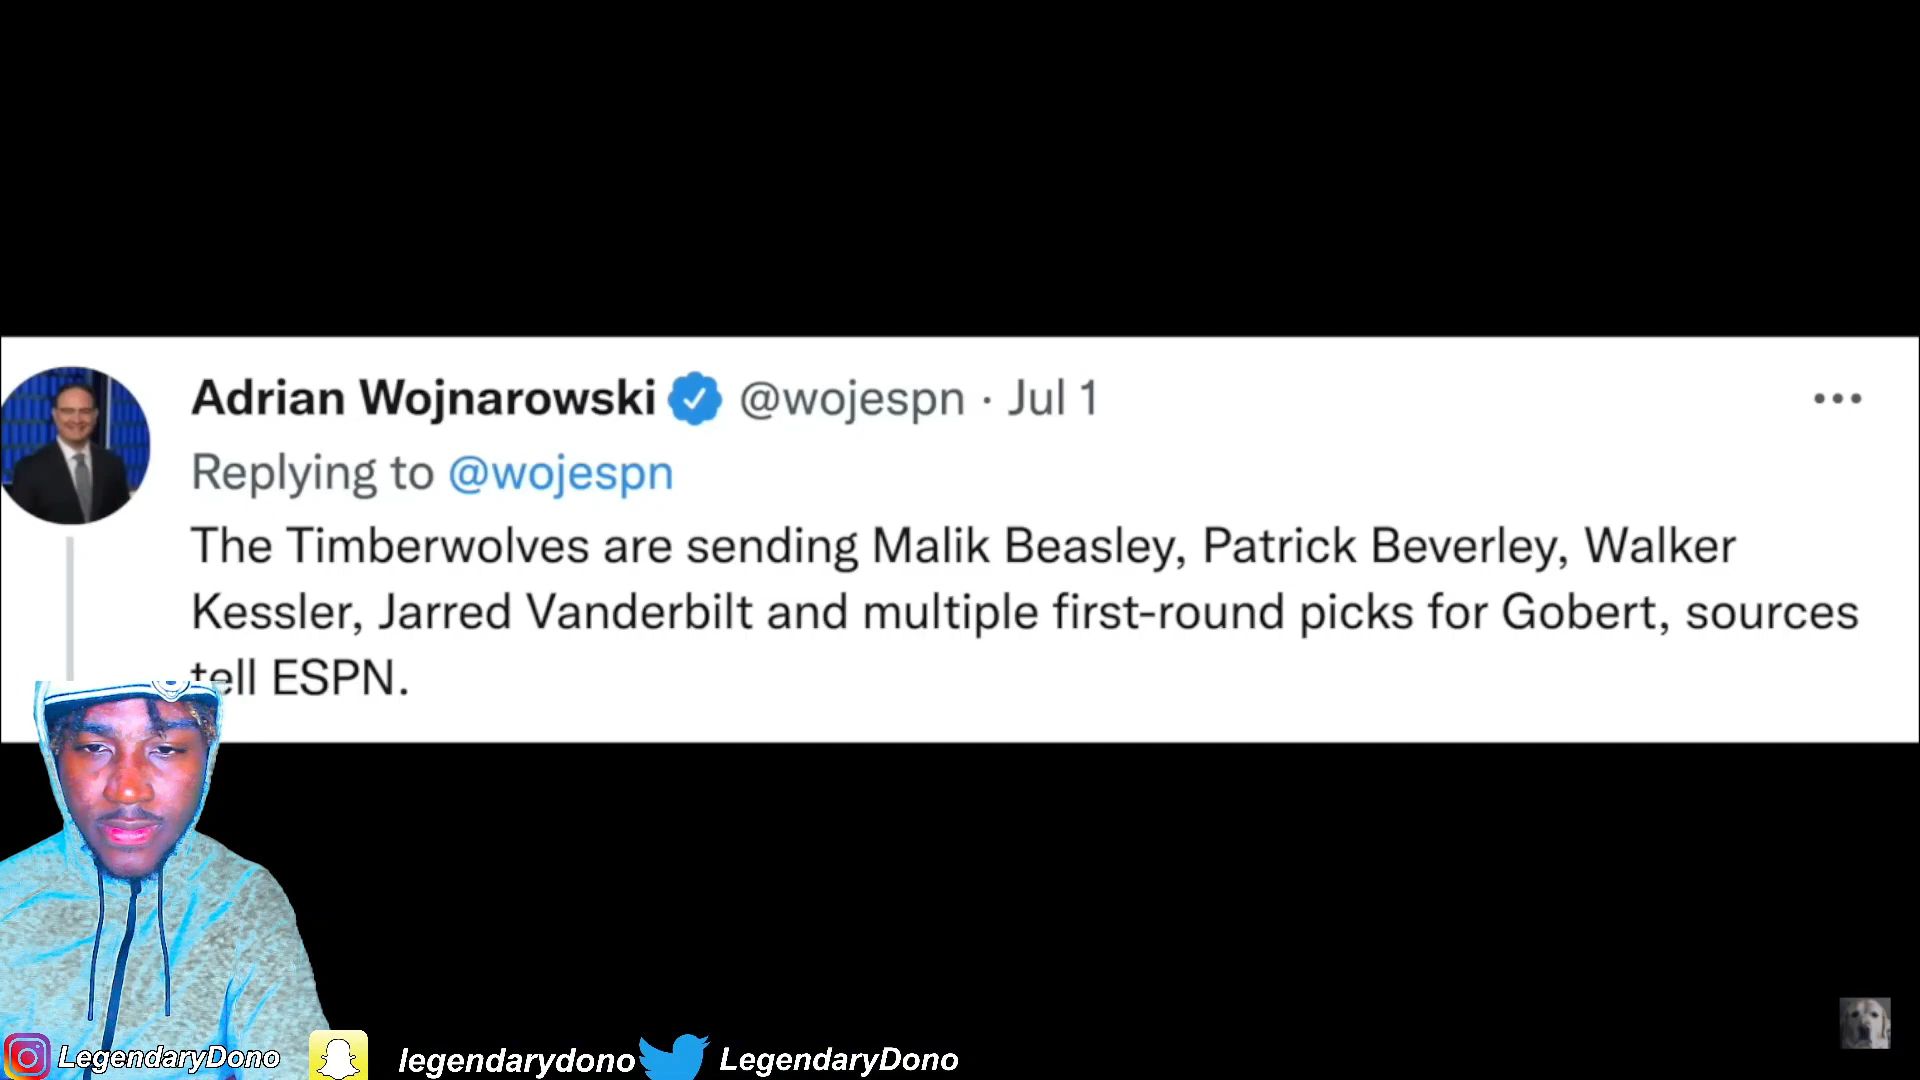 Adrian Wojnarowski @wojespn · Jul 1
Replying to @wojespn
The Timberwolves are sending Malik Beasley, Patrick Beverley, Walker
Kessler, Jarred Vanderbilt and multiple first-round picks for Gobert, sources
tell ESPN.
LegendaryDono legendarydono LegendaryDono